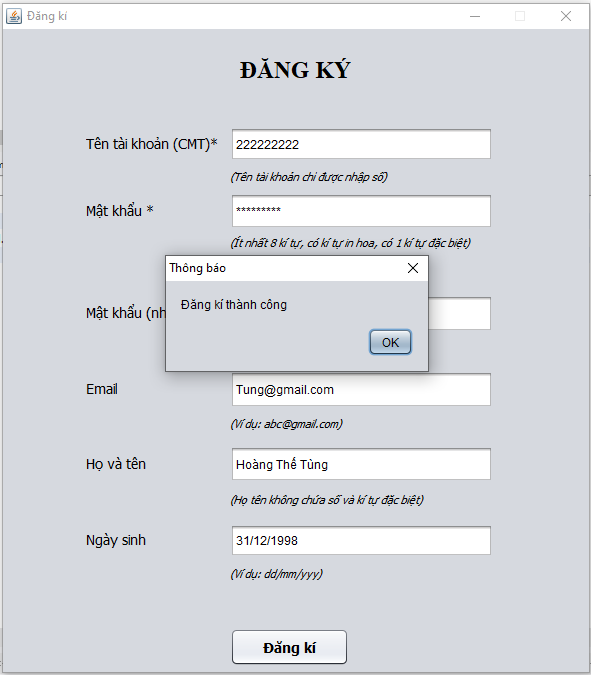 Đăng kí
ĐĂNG KÝ
Tên tài khoản (CMT)* 222222222
(Tên tài khoản chỉ được nhập số)
Mật khẩu * *********
(Ít nhất 8 kí tự, có kí tự in hoa, có 1 kí tự đặc biệt)
Thông báo
Đăng kí thành công
Mật khẩu (nh
OK
Email Tung@gmail.com
(Ví dụ: abc@gmail.com)
Họ và tên Hoàng Thế Tùng
(Họ tên không chứa số và kí tự đặc biệt)
Ngày sinh 31/12/1998
(Ví dụ: dd/mm/yyy)
Đăng kí